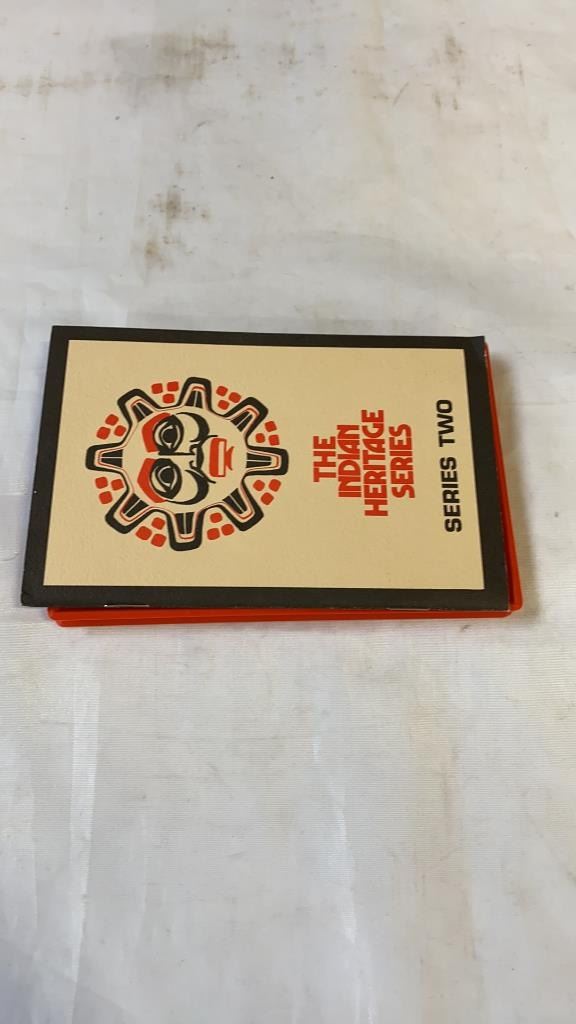 THE
INDIAN
HERITAGE
SERIES
SERIES TWO